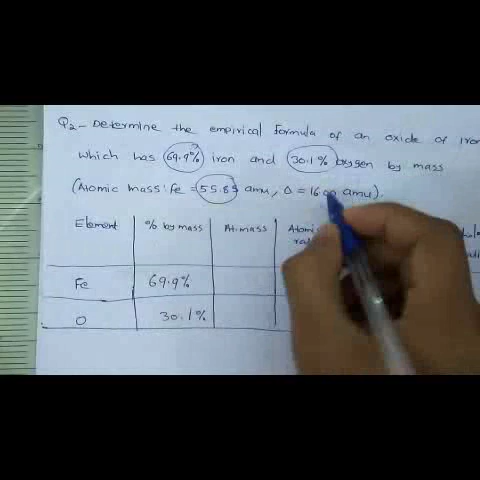 Q2- Determine the empirical formula of an oxide of iron
which has 69.9% iron and 30.1% oxygen by mass
(Atomic mass: Fe = 55.85 amu, O = 16.00 amu).
Element % by mass At. mass Atomic
Fe 69.9%
O 30.1%